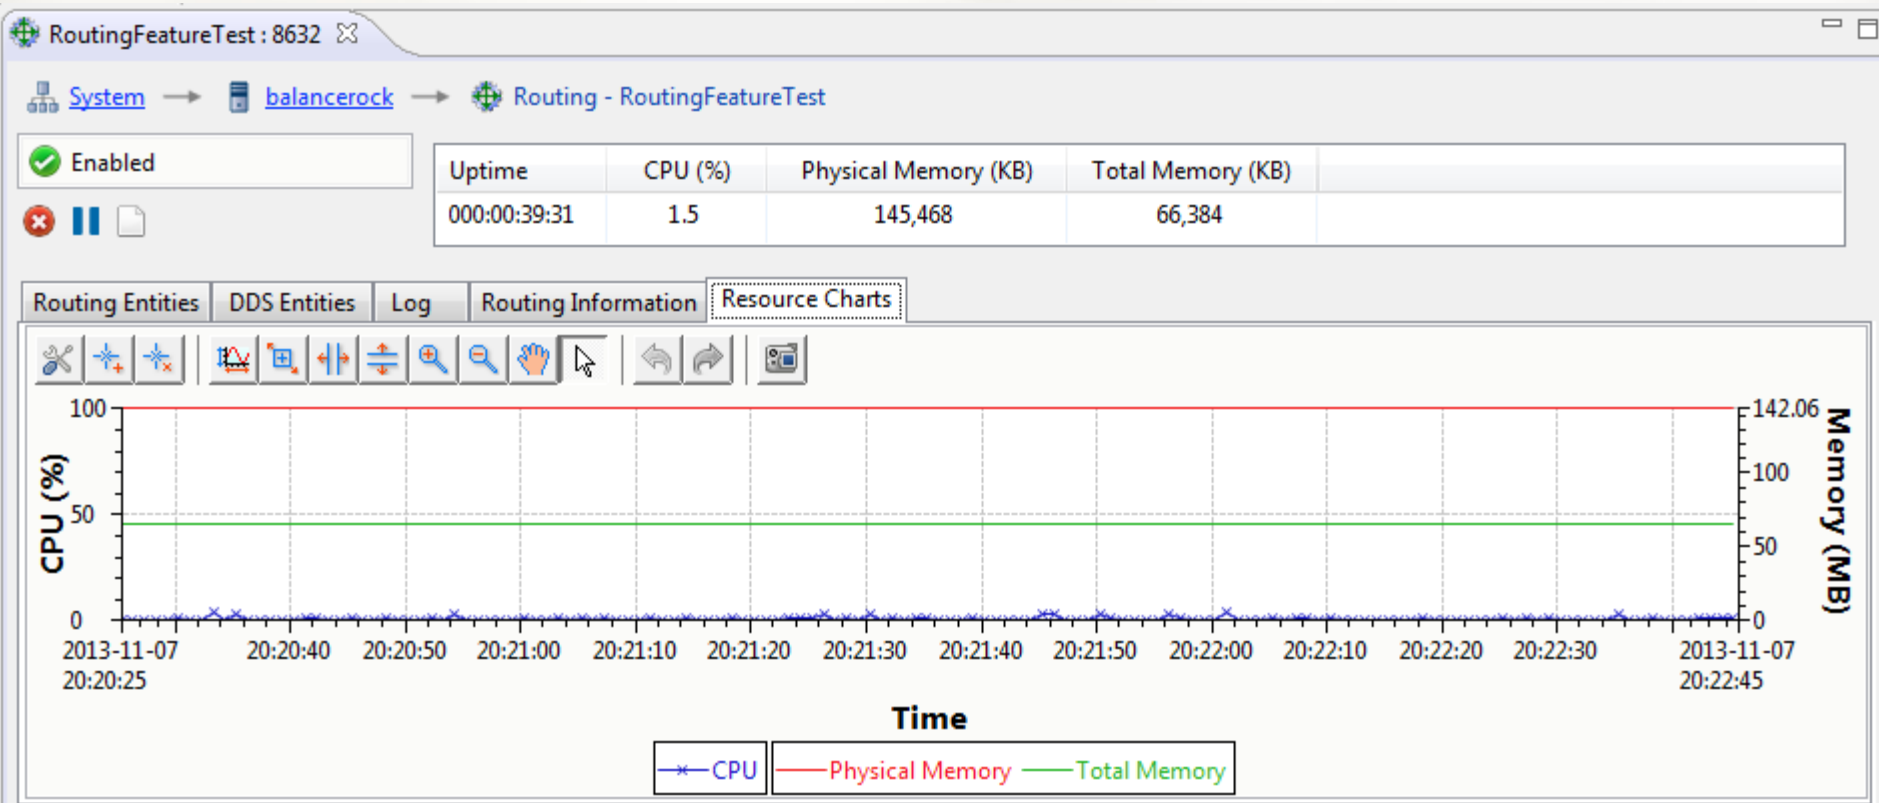 RoutingFeatureTest : 8632
System balancerock Routing - RoutingFeatureTest
Enabled
Uptime CPU (%) Physical Memory (KB) Total Memory (KB)
000:00:39:31 1.5 145,468 66,384
Routing Entities DDS Entities Log Routing Information Resource Charts
100 142.06
100
50
50
0 0
CPU (%)
Memory (MB)
2013-11-07 20:20:40 20:20:50 20:21:00 20:21:10 20:21:20 20:21:30 20:21:40 20:21:50 20:22:00 20:22:10 20:22:20 20:22:30 2013-11-07
20:20:25 20:22:45
Time
CPU Physical Memory Total Memory